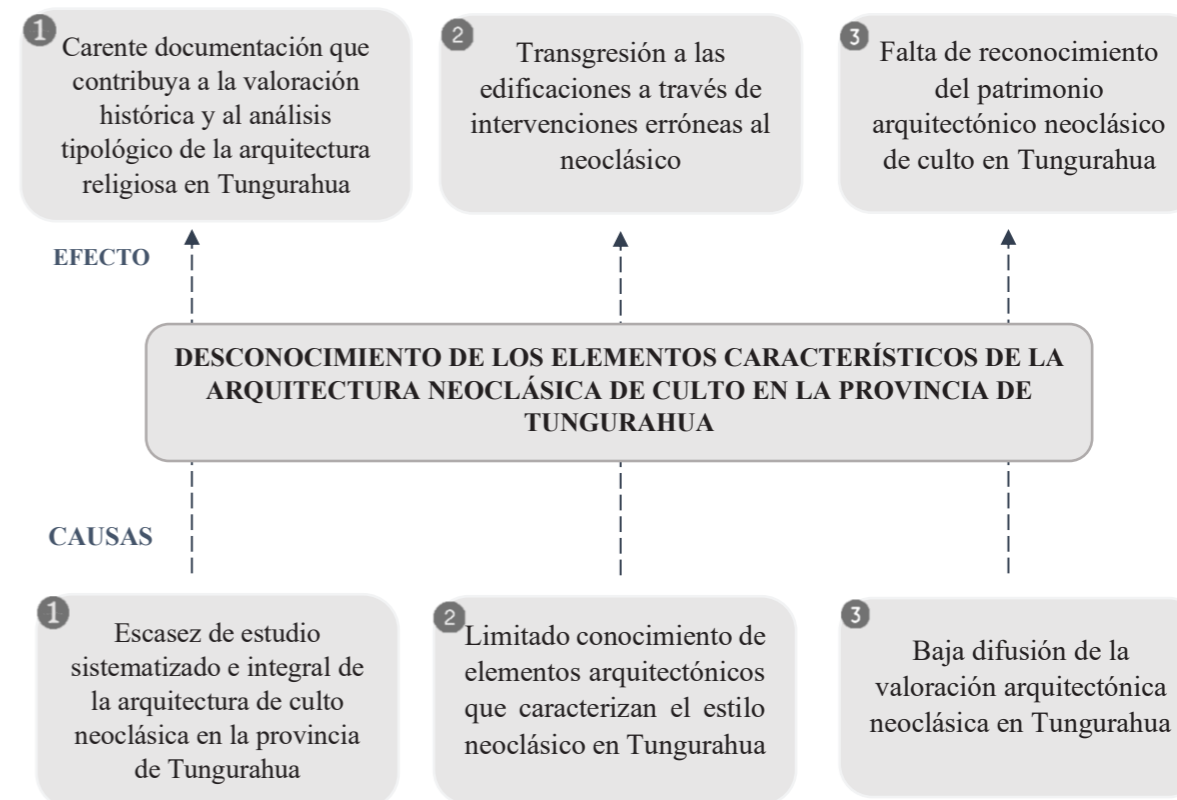 1
Carente documentación que
contribuya a la valoración
histórica y al análisis
tipológico de la arquitectura
religiosa en Tungurahua
2
Transgresión a las
edificaciones a través de
intervenciones erróneas al
neoclásico
3
Falta de reconocimiento
del patrimonio
arquitectónico neoclásico
de culto en Tungurahua
EFECTO
DESCONOCIMIENTO DE LOS ELEMENTOS CARACTERÍSTICOS DE LA
ARQUITECTURA NEOCLÁSICA DE CULTO EN LA PROVINCIA DE
TUNGURAHUA
CAUSAS
1
Escasez de estudio
sistematizado e integral de
la arquitectura de culto
neoclásica en la provincia
de Tungurahua
2
Limitado conocimiento de
elementos arquitectónicos
que caracterizan el estilo
neoclásico en Tungurahua
3
Baja difusión de la
valoración arquitectónica
neoclásica en Tungurahua